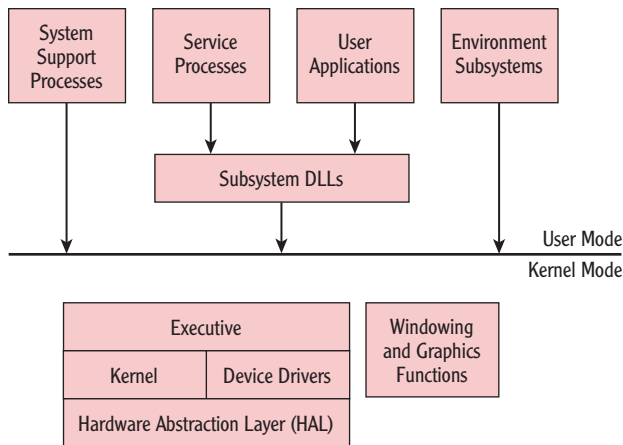 System
Support
Processes
Service
Processes
User
Applications
Environment
Subsystems
Subsystem DLLs
User Mode
Kernel Mode
Executive
Kernel
Device Drivers
Hardware Abstraction Layer (HAL)
Windowing
and Graphics
Functions